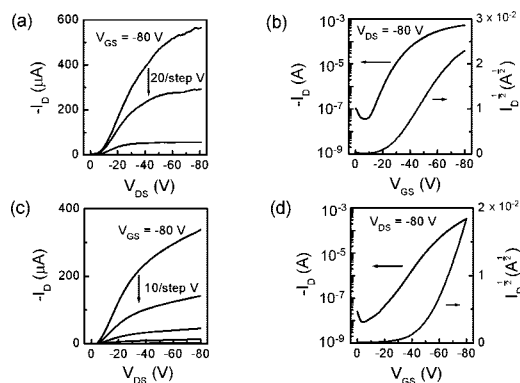 (a)
600
400
200
0
V_GS = -80 V
20/step V
-I_D (μA)
0 -20 -40 -60 -80
V_DS (V)
(b)
10^-3
10^-5
10^-7
10^-9
V_DS = -80 V
-I_D (A)
3 x 10^-2
2
1
0
I_D^1/2 (A^1/2)
0 -20 -40 -60 -80
V_GS (V)
(c)
400
200
0
V_GS = -80 V
10/step V
-I_D (μA)
0 -20 -40 -60 -80
V_DS (V)
(d)
10^-1
10^-3
10^-5
10^-7
10^-9
V_DS = -80 V
-I_D (A)
2 x 10^-2
1
0
I_D^1/2 (A^1/2)
0 -20 -40 -60 -80
V_GS (V)